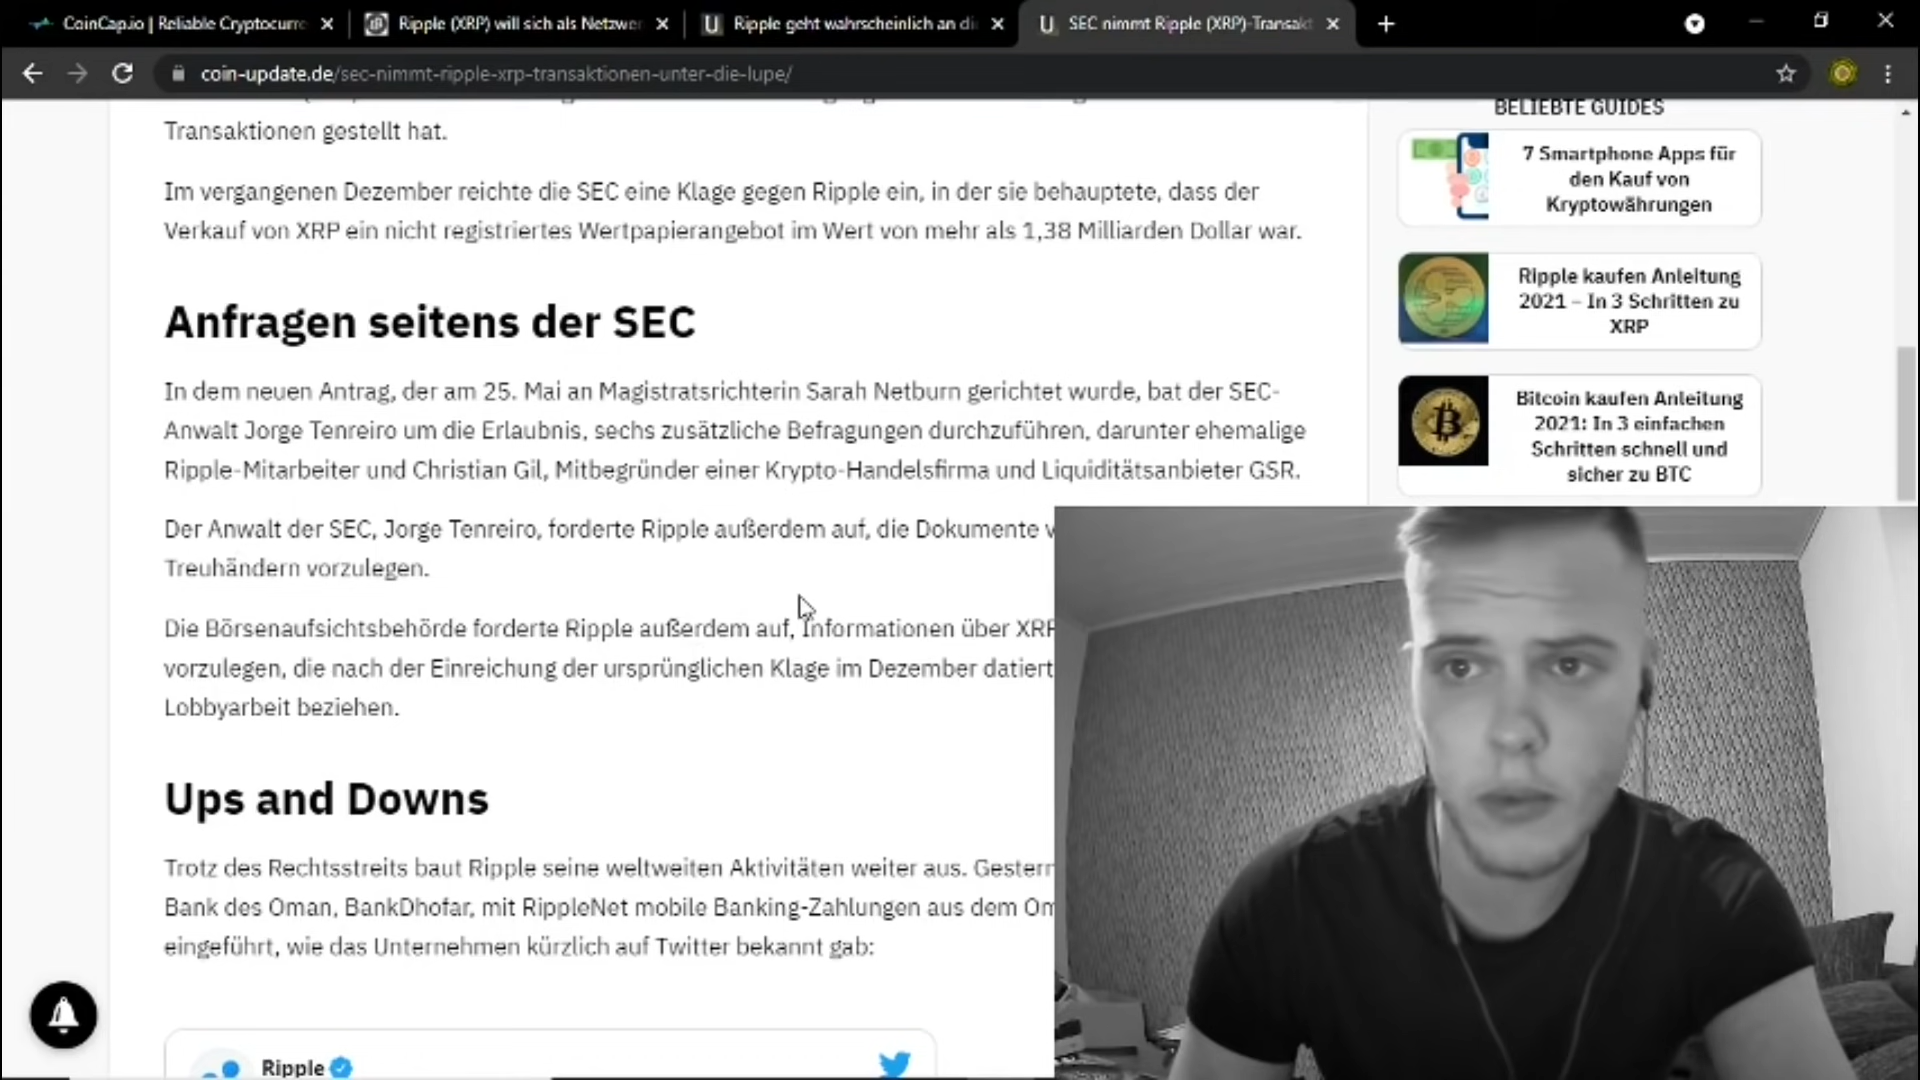 CoinCap.io | Reliable Cryptocurre
Ripple (XRP) will sich als Netzwe
Ripple geht wahrscheinlich an di
SEC nimmt Ripple (XRP)-Transakt
coin-update.de/sec-nimmt-ripple-xrp-transaktionen-unter-die-lupe/
Transaktionen gestellt hat.
Im vergangenen Dezember reichte die SEC eine Klage gegen Ripple ein, in der sie behauptete, dass der
Verkauf von XRP ein nicht registriertes Wertpapierangebot im Wert von mehr als 1,38 Milliarden Dollar war.
Anfragen seitens der SEC
In dem neuen Antrag, der am 25. Mai an Magistratsrichterin Sarah Netburn gerichtet wurde, bat der SEC-
Anwalt Jorge Tenreiro um die Erlaubnis, sechs zusätzliche Befragungen durchzuführen, darunter ehemalige
Ripple-Mitarbeiter und Christian Gil, Mitbegründer einer Krypto-Handelsfirma und Liquiditätsanbieter GSR.
Der Anwalt der SEC, Jorge Tenreiro, forderte Ripple außerdem auf, die Dokumente v
Treuhändern vorzulegen.
Die Börsenaufsichtsbehörde forderte Ripple außerdem auf, Informationen über XRP
vorzulegen, die nach der Einreichung der ursprünglichen Klage im Dezember datiert
Lobbyarbeit beziehen.
Ups and Downs
Trotz des Rechtsstreits baut Ripple seine weltweiten Aktivitäten weiter aus. Gestern
Bank des Oman, BankDhofar, mit RippleNet mobile Banking-Zahlungen aus dem Om
eingeführt, wie das Unternehmen kürzlich auf Twitter bekannt gab:
Ripple
BELIEBTE GUIDES
7 Smartphone Apps für
den Kauf von
Kryptowährungen
Ripple kaufen Anleitung
2021 – In 3 Schritten zu
XRP
Bitcoin kaufen Anleitung
2021: In 3 einfachen
Schritten schnell und
sicher zu BTC